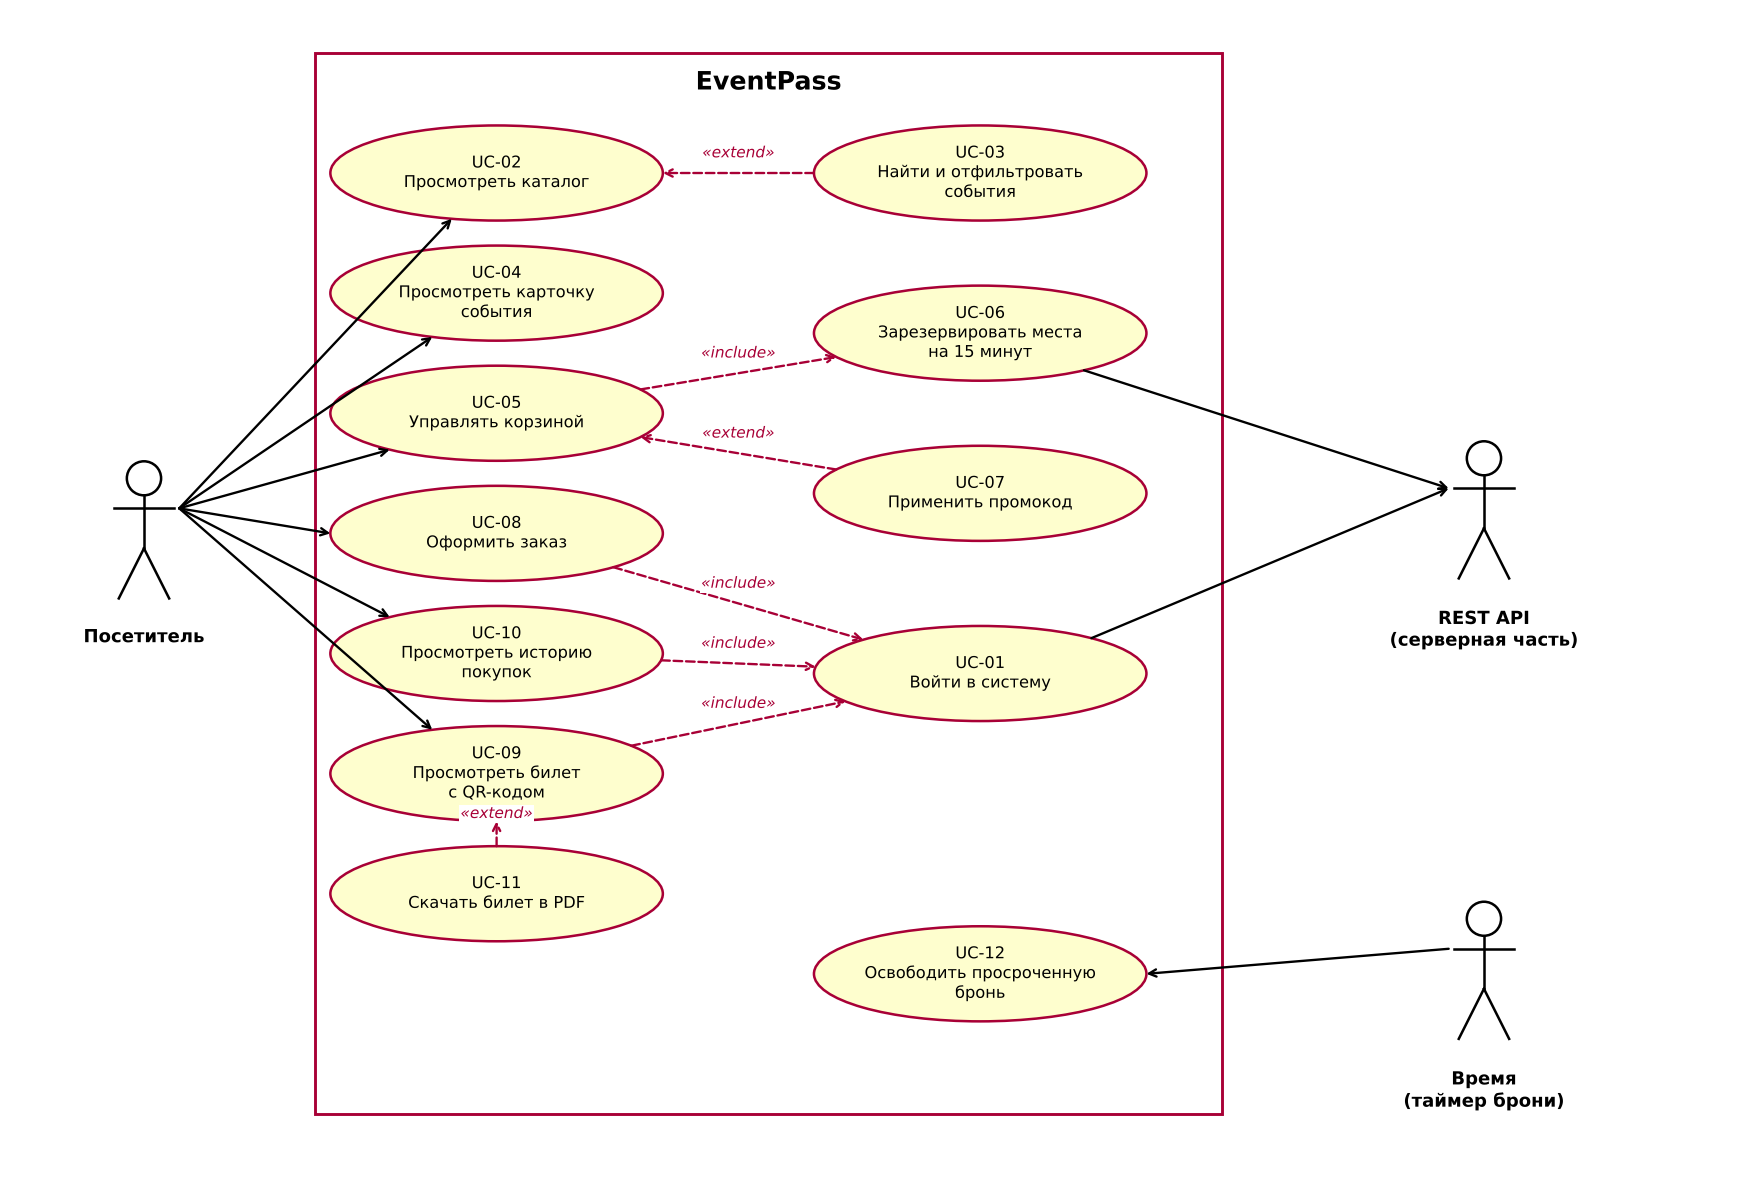 EventPass
UC-02
Просмотреть каталог
«extend»
UC-03
Найти и отфильтровать
события
UC-04
Просмотреть карточку
события
UC-06
Зарезервировать места
на 15 минут
«include»
UC-05
Управлять корзиной
«extend»
UC-07
Применить промокод
UC-08
Оформить заказ
«include»
UC-10
Просмотреть историю
покупок
«include»
UC-01
Войти в систему
«include»
UC-09
Просмотреть билет
с QR-кодом
«extend»
UC-11
Скачать билет в PDF
UC-12
Освободить просроченную
бронь
Посетитель
REST API
(серверная часть)
Время
(таймер брони)